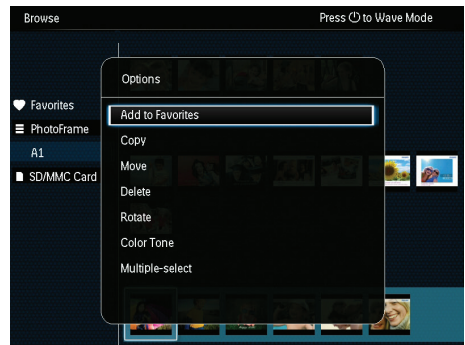 Browse
Press ⏻ to Wave Mode
Options
Favorites
PhotoFrame
A1
SD/MMC Card
Add to Favorites
Copy
Move
Delete
Rotate
Color Tone
Multiple-select